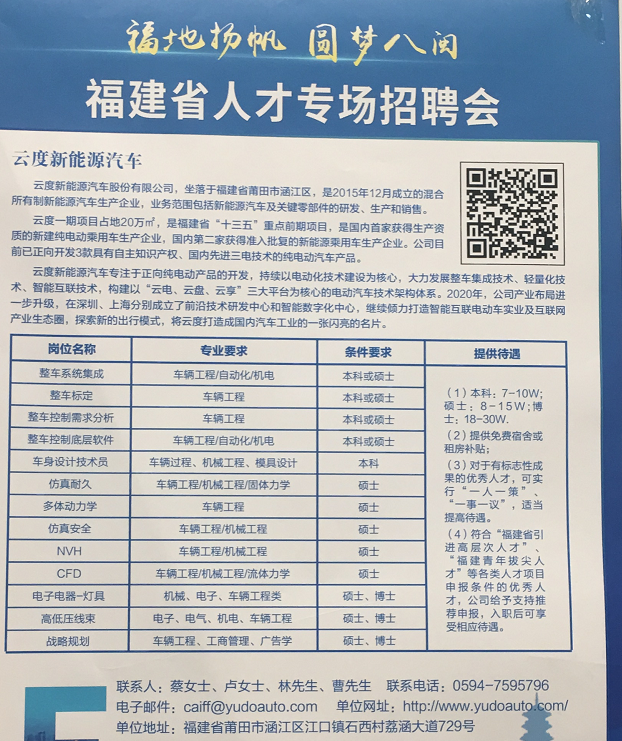 福地扬帆 圆梦八闽
福建省人才专场招聘会
云度新能源汽车
云度新能源汽车股份有限公司，坐落于福建省莆田市涵江区，是2015年12月成立的混合
所有制新能源汽车生产企业，业务范围包括新能源汽车及关键零部件的研发、生产和销售。
云度一期项目占地20万㎡，是福建省“十三五”重点前期项目，是国内首家获得生产资
质的新建纯电动乘用车生产企业，国内第二家获得准入批复的新能源乘用车生产企业。公司目
前已正向开发3款具有自主知识产权、国内先进三电技术的纯电动汽车产品。
云度新能源汽车专注于正向纯电动产品的开发，持续以电动化技术建设为核心，大力发展整车集成技术、轻量化技
术、智能互联技术，构建以“云电、云盘、云享”三大平台为核心的电动汽车技术架构体系。2020年，公司产业布局进
一步升级，在深圳、上海分别成立了前沿技术研发中心和智能数字化中心，继续倾力打造智能互联电动车实业及互联网
产业生态圈，探索新的出行模式，将云度打造成国内汽车工业的一张闪亮的名片。
岗位名称 专业要求 条件要求 提供待遇
整车系统集成 车辆工程/自动化/机电 本科或硕士
整车标定 车辆工程 本科或硕士
整车控制需求分析 车辆工程 本科或硕士
整车控制底层软件 车辆工程/自动化/机电 本科或硕士
车身设计技术员 车辆过程、机械工程、模具设计 本科
仿真耐久 车辆工程/机械工程/固体力学 硕士
多体动力学 车辆工程 硕士
仿真安全 车辆工程/机械工程 硕士
NVH 车辆工程/机械工程 硕士
CFD 车辆工程/机械工程/流体力学 硕士
电子电器-灯具 机械、电子、车辆工程类 硕士、博士
高低压线束 电子、电气、机电、车辆工程 硕士、博士
战略规划 车辆工程、工商管理、广告学 硕士、博士
（1）本科：7-10W；
硕士：8-15W；博
士：18-30W.
（2）提供免费宿舍或
租房补贴；
（3）对于有标志性成
果的优秀人才，可实
行“一人一策”、
“一事一议”，适当
提高待遇。
（4）符合“福建省引
进高层次人才”、
“福建青年拔尖人
才”等各类人才项目
申报条件的优秀人
才，公司给予支持推
荐申报，入职后可享
受相应待遇。
联系人：蔡女士、卢女士、林先生、曹先生 联系电话：0594-7595796
电子邮件：caiff@yudoauto.com 单位网址：http://www.yudoauto.com/
单位地址：福建省莆田市涵江区江口镇石西村荔涵大道729号